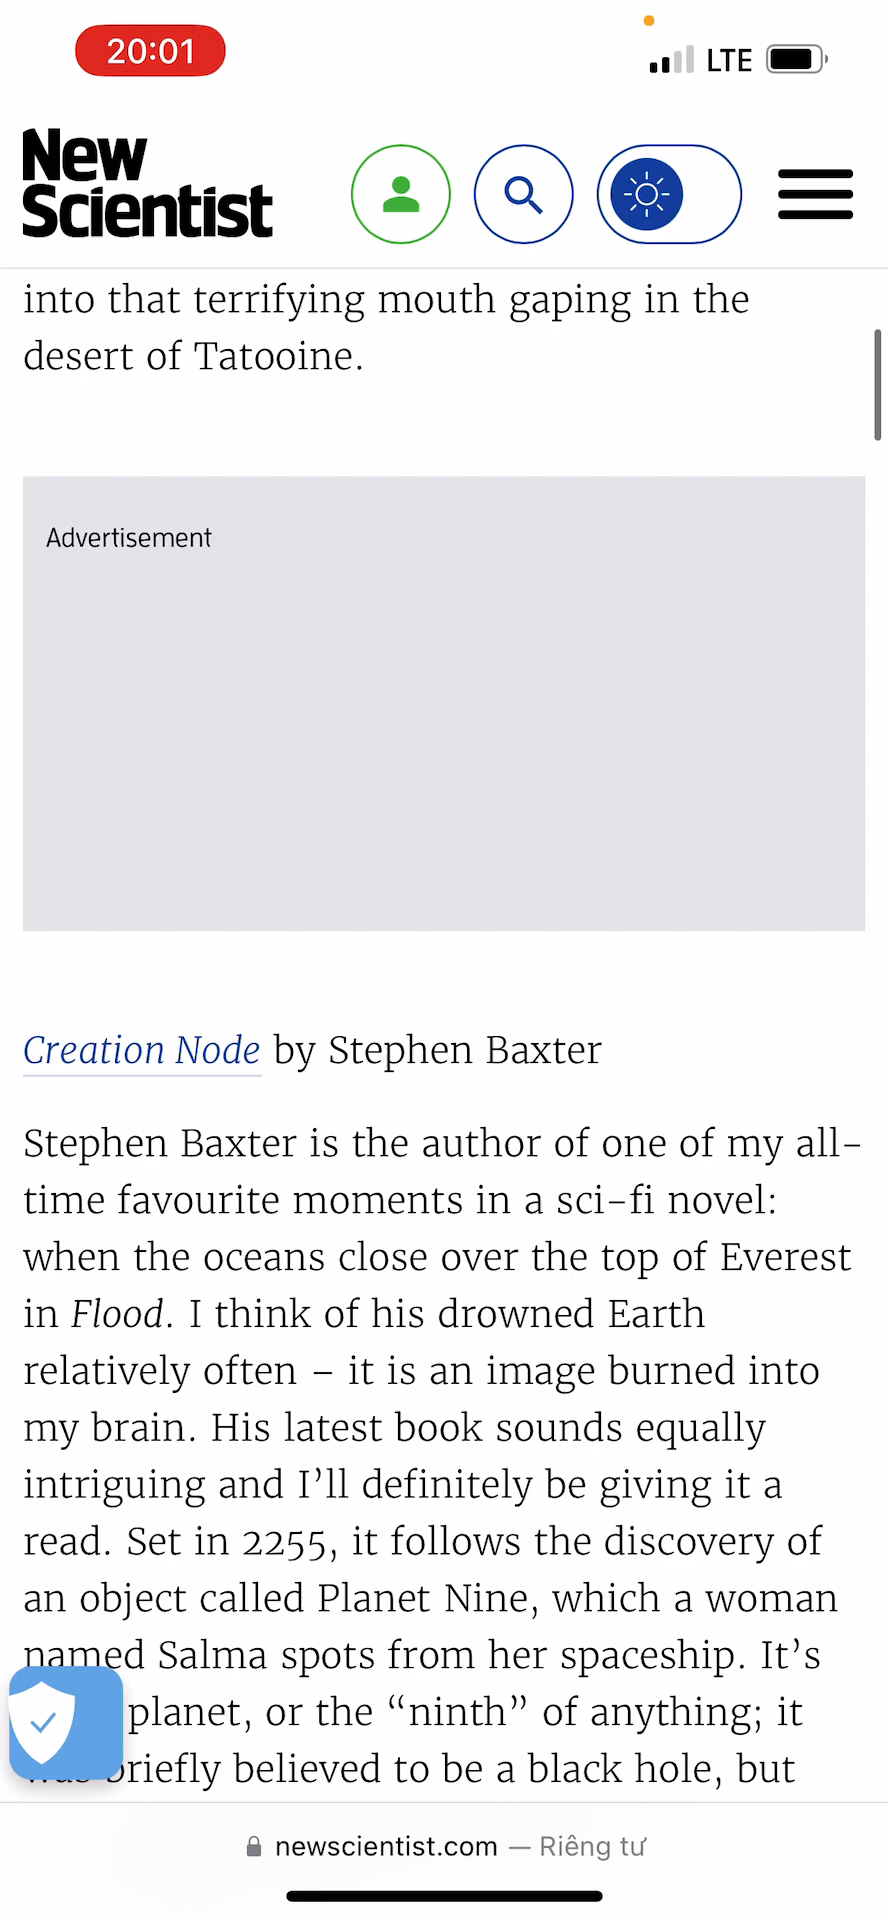 20:01
LTE
New
Scientist
into that terrifying mouth gaping in the
desert of Tatooine.
Advertisement
Creation Node by Stephen Baxter
Stephen Baxter is the author of one of my all-
time favourite moments in a sci-fi novel:
when the oceans close over the top of Everest
in Flood. I think of his drowned Earth
relatively often – it is an image burned into
my brain. His latest book sounds equally
intriguing and I’ll definitely be giving it a
read. Set in 2255, it follows the discovery of
an object called Planet Nine, which a woman
named Salma spots from her spaceship. It’s
planet, or the “ninth” of anything; it
was briefly believed to be a black hole, but
newscientist.com — Riêng tư